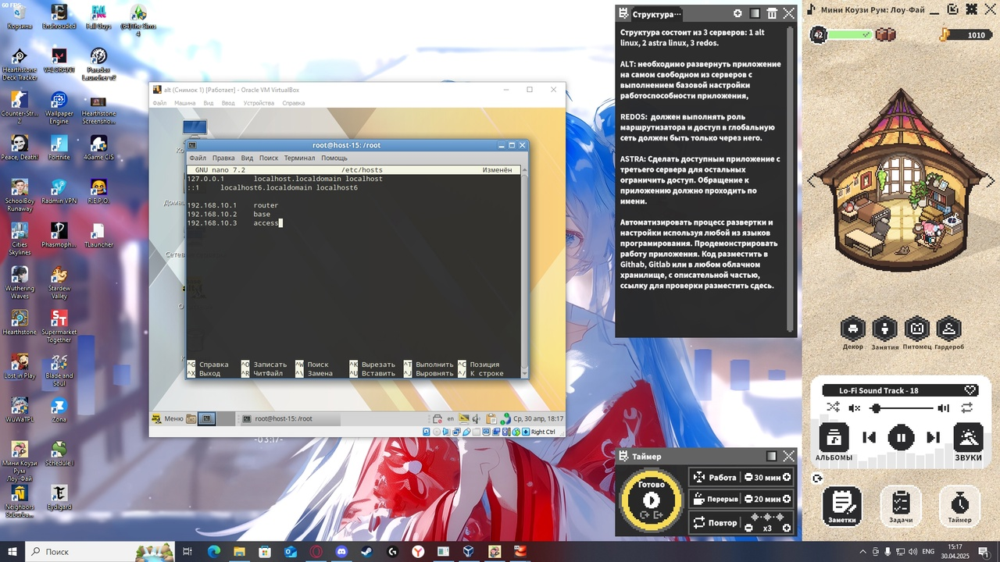 60 FPS
Корзина
Enshrouded
Fall Guys
(64)The Sims 4
Hearthstone Deck Tracker
VALORANT
Paradox Launcher v2
Counter-Str... 2
Wallpaper Engine
Hearthstone Screensho...
Peace, Death!
Fortnite
4Game CIS
SchoolBoy Runaway
Radmin VPN
R.E.P.O.
Cities Skylines
Phasmoph...
TLauncher
Wuthering Waves
Stardew Valley
Hearthstone
Supermarket Together
Lost in Play
Blade and Soul
WuWaTPL
Zona
Мини Коузи Рум Лоу-Фай
Schedule I
Neighbors Suburba...
Eydigard
alt (Снимок 1) [Работает] - Oracle VM VirtualBox
Файл Машина Вид Ввод Устройства Справка
root@host-15: /root
Файл Правка Вид Поиск Терминал Помощь
GNU nano 7.2 /etc/hosts Изменён
127.0.0.1 localhost.localdomain localhost
::1 localhost6.localdomain localhost6
192.168.10.1 router
192.168.10.2 base
192.168.10.3 access
^G Справка ^O Записать ^W Поиск ^K Вырезать ^T Выполнить ^C Позиция
^X Выход ^R ЧитФайл ^\ Замена ^U Вставить ^J Выровнять ^/ К строке
Меню
root@host-15: /root
en
Ср, 30 апр, 18:17
Right Ctrl
-03:17-
Структура...
Структура состоит из 3 серверов: 1 alt
linux, 2 astra linux, 3 redos.
ALT: необходимо развернуть приложение
на самом свободном из серверов с
выполнением базовой настройки
работоспособности приложения,
REDOS: должен выполнять роль
маршрутизатора и доступ в глобальную
сеть должен быть только через него.
ASTRA: Сделать доступным приложение с
третьего сервера для остальных
ограничить доступ. Обращение к
приложению должно проходить по
имени.
Автоматизировать процесс развертки и
настройки используя любой из языков
програмирования. Продемонстрировать
работу приложения. Код разместить в
Githab, Gitlab или в любом облачном
хранилище, с описательной частью,
ссылку для проверки разместить сдесь.
Таймер
Готово
Работа 30 мин
Перерыв 20 мин
Повтор x3
Мини Коузи Рум: Лоу-Фай
42
1010
Декор Занятия Питомец Гардероб
Lo-Fi Sound Track - 18
АЛЬБОМЫ
ЗВУКИ
Заметки Задачи Таймер
Поиск
ENG
15:17
30.04.2025
1